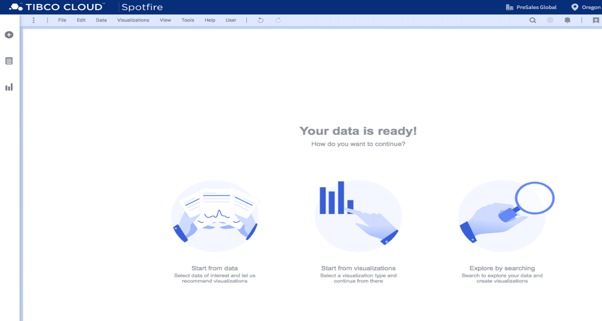 TIBCO CLOUD™ Spotfire PreSales Global Oregon
File Edit Data Visualizations View Tools Help User
Your data is ready!
How do you want to continue?
Start from data
Select data of interest and let us
recommend visualizations
Start from visualizations
Select a visualization type and
continue from there
Explore by searching
Search to explore your data and
create visualizations